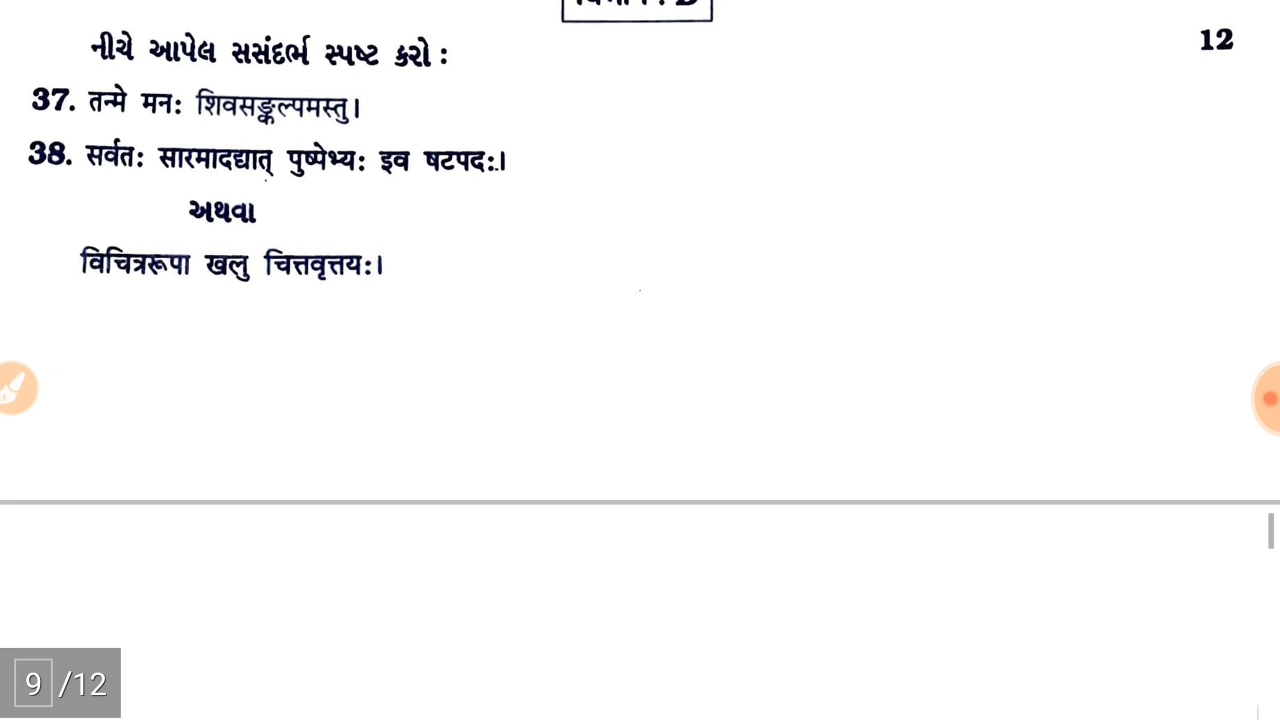 નીચે આપેલ સસંદર્ભ સ્પષ્ટ કરો :
12
37. तन्मे मनः शिवसङ्कल्पमस्तु।
38. सर्वतः सारमादद्यात् पुष्पेभ्यः इव षटपदः।
અથવા
विचित्ररूपा खलु चित्तवृत्तयः।
9 /12